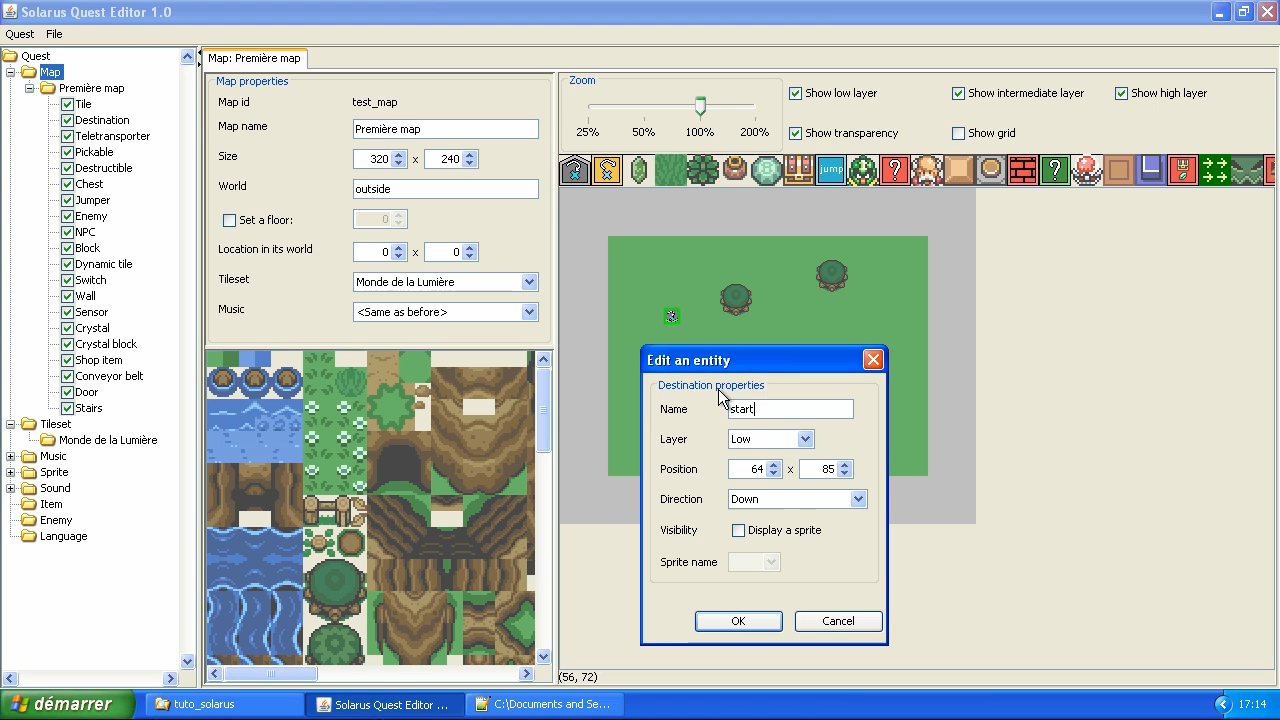 Solarus Quest Editor 1.0
Quest File
Quest
Map
Première map
Tile
Destination
Teletransporter
Pickable
Destructible
Chest
Jumper
Enemy
NPC
Block
Dynamic tile
Switch
Wall
Sensor
Crystal
Crystal block
Shop item
Conveyor belt
Door
Stairs
Tileset
Monde de la Lumière
Music
Sprite
Sound
Item
Enemy
Language
Map: Première map
Map properties
Map id test_map
Map name Première map
Size 320 x 240
World outside
Set a floor: 0
Location in its world 0 x 0
Tileset Monde de la Lumière
Music <Same as before>
Zoom
25% 50% 100% 200%
Show low layer Show intermediate layer Show high layer
Show transparency Show grid
jump ? ?
Edit an entity
Destination properties
Name start
Layer Low
Position 64 x 85
Direction Down
Visibility Display a sprite
Sprite name
OK Cancel
(56, 72)
démarrer tuto_solarus Solarus Quest Editor ... C:\Documents and Se... 17:14